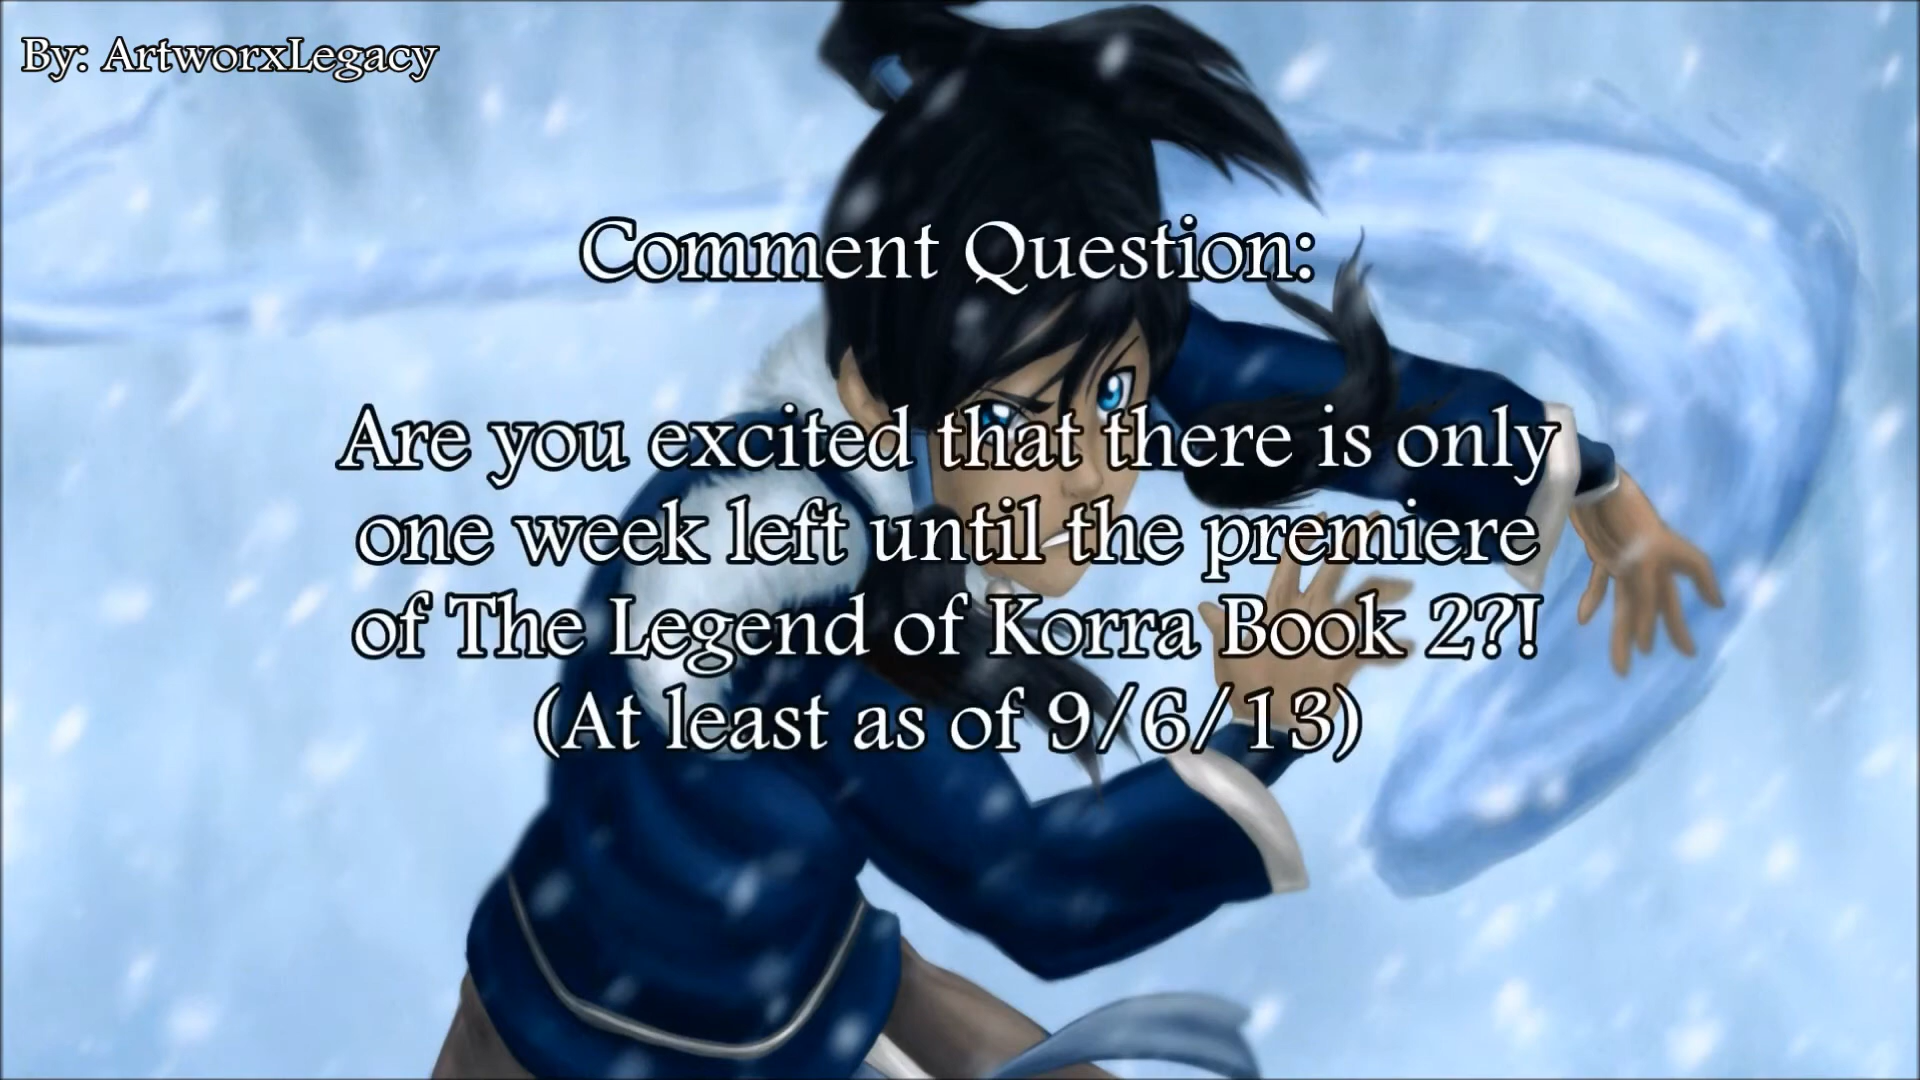 By: ArtworxLegacy
Comment Question:
Are you excited that there is only
one week left until the premiere
of The Legend of Korra Book 2?!
(At least as of 9/6/13)